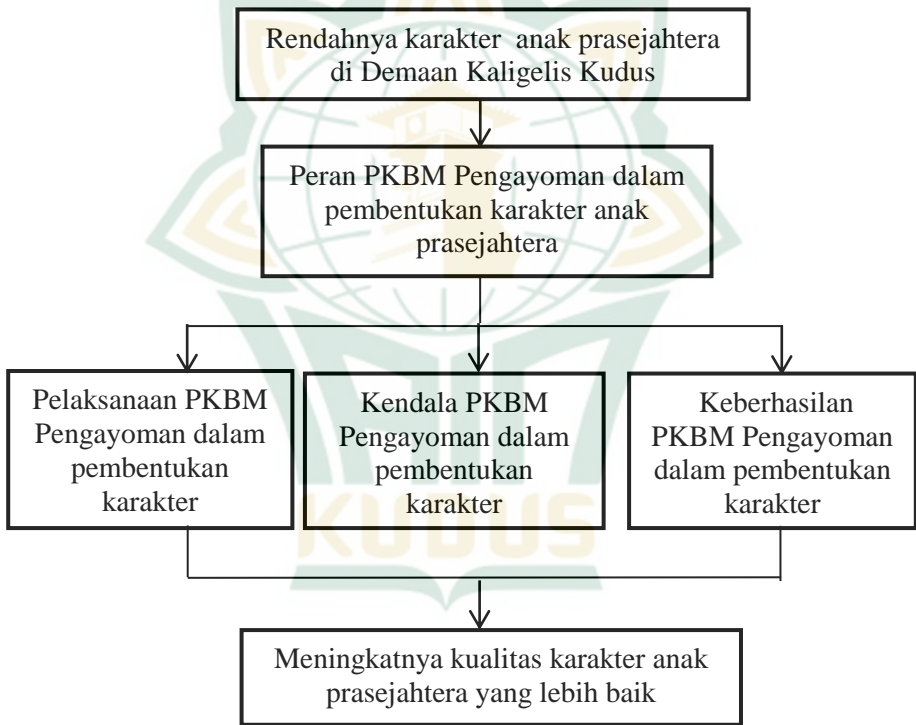 Rendahnya karakter anak prasejahtera
di Demaan Kaligelis Kudus
Peran PKBM Pengayoman dalam
pembentukan karakter anak
prasejahtera
Pelaksanaan PKBM
Pengayoman dalam
pembentukan
karakter
Kendala PKBM
Pengayoman dalam
pembentukan
karakter
Keberhasilan
PKBM Pengayoman
dalam pembentukan
karakter
KUDUS
Meningkatnya kualitas karakter anak
prasejahtera yang lebih baik